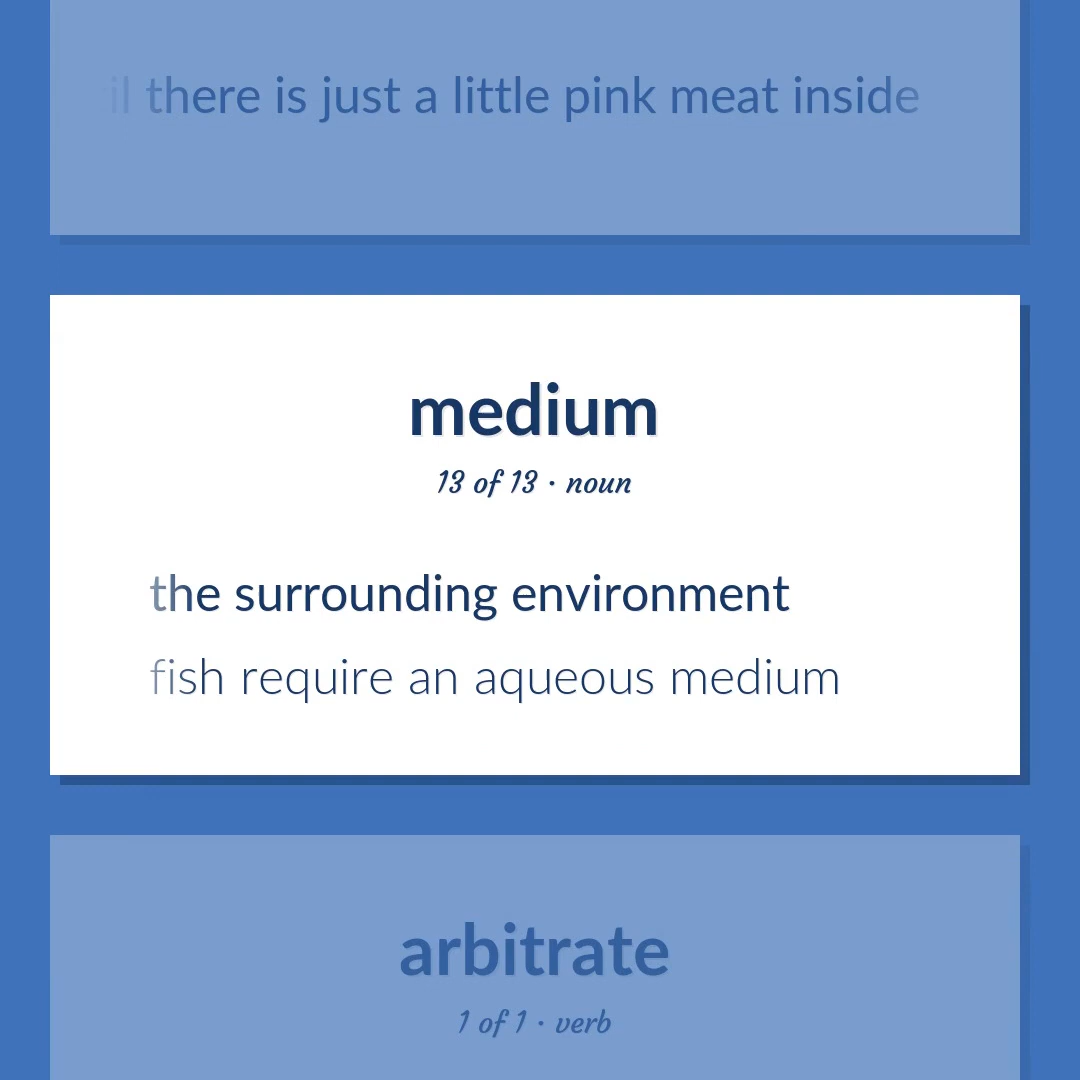 there is just a little pink meat inside
medium
13 of 13 · noun
the surrounding environment
fish require an aqueous medium
arbitrate
1 of 1 · verb